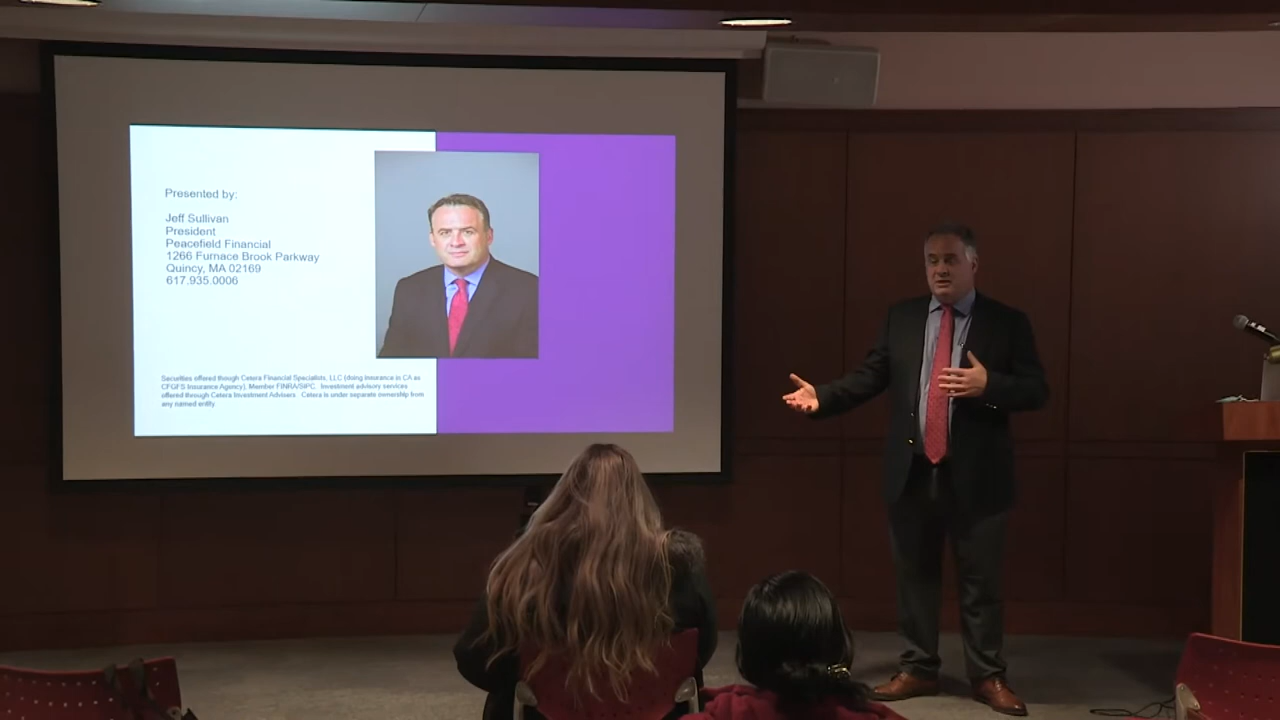 Presented by:
Jeff Sullivan
President
Peacefield Financial
1266 Furnace Brook Parkway
Quincy, MA 02169
617.935.0006
Securities offered though Cetera Financial Specialists, LLC (doing insurance in CA as
CFGFS Insurance Agency), Member FINRA/SIPC. Investment advisory services
offered through Cetera Investment Advisers. Cetera is under separate ownership from
any named entity